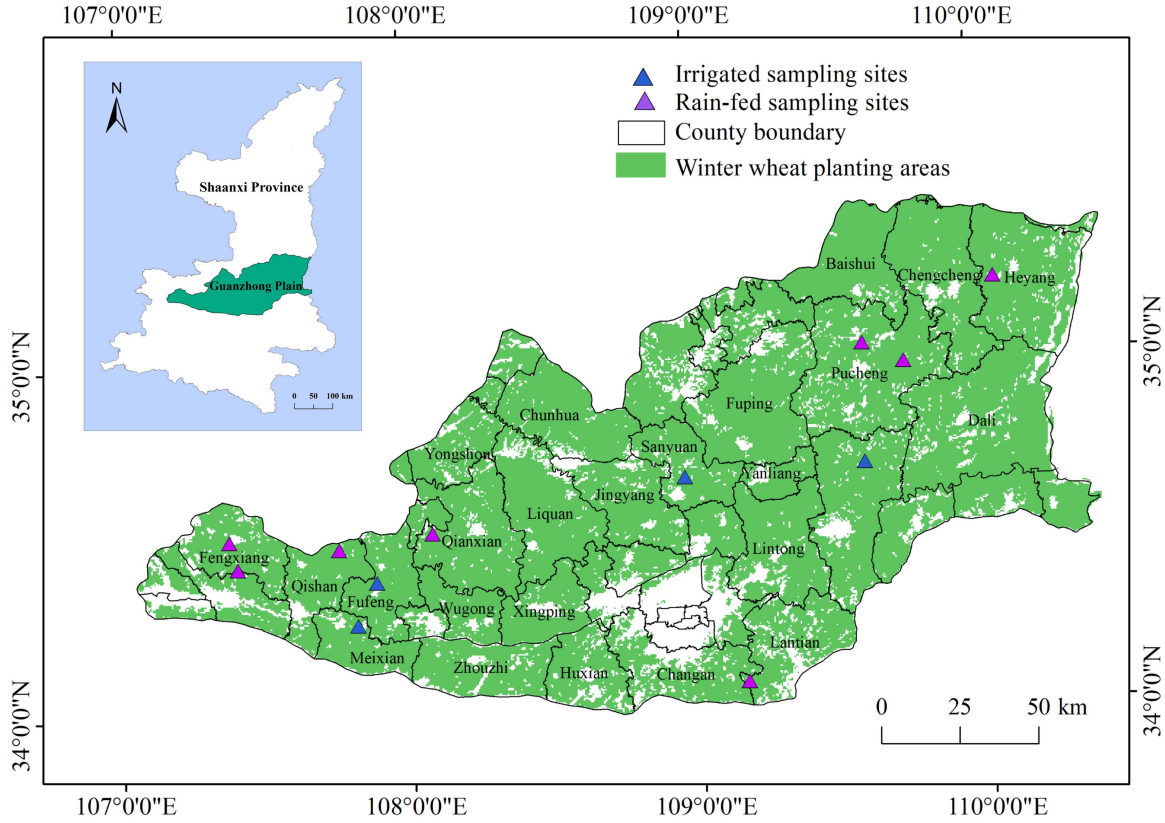 107°0'0"E 108°0'0"E 109°0'0"E 110°0'0"E
N
Shaanxi Province
Guanzhong Plain
0 50 100 km
Irrigated sampling sites
Rain-fed sampling sites
County boundary
Winter wheat planting areas
35°0'0"N
35°0'0"N
34°0'0"N
34°0'0"N
Baishui
Chengcheng
Heyang
Pucheng
Fuping
Dali
Chunhua
Sanyuan
Yongshou
Yanliang
Jingyang
Liquan
Qianxian
Lintong
Fengxiang
Qishan
Fufeng
Wugong
Xingping
Lantian
Meixian
Zhouzhi
Huxian
Changan
0 25 50 km
107°0'0"E 108°0'0"E 109°0'0"E 110°0'0"E